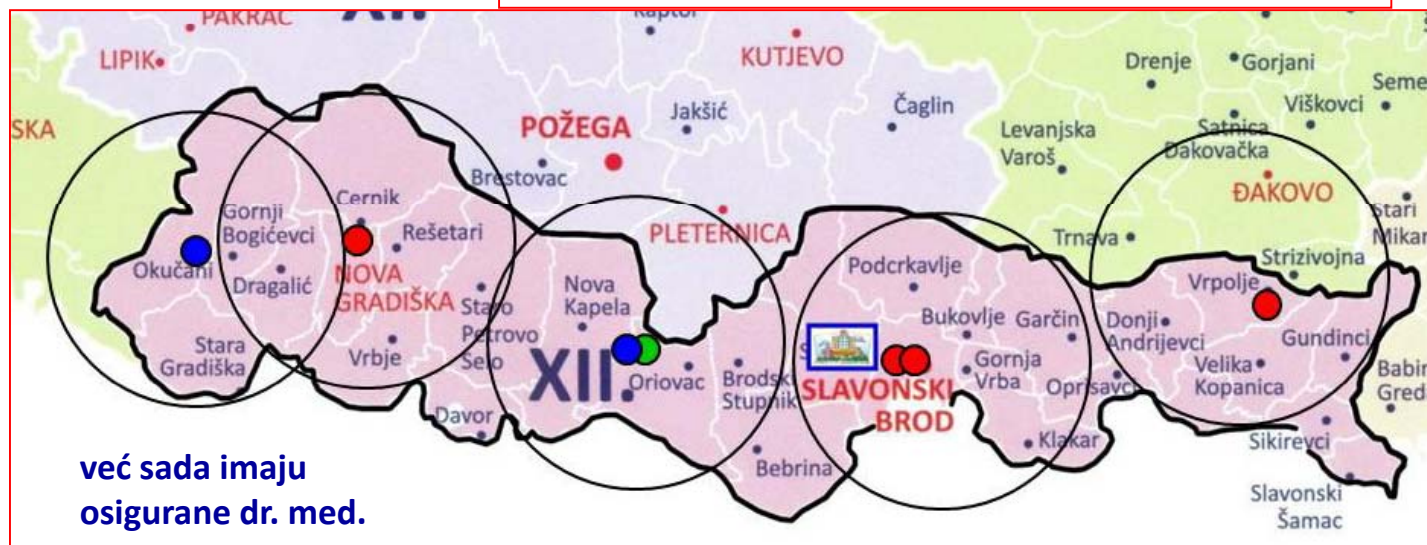 PAKRAC
XII.
Kaptol
LIPIK
KUTJEVO
Drenje
Gorjani
Seme
Viškovci
Čaglin
Jakšić
POŽEGA
SKA
Levanjska
Varoš
Satnica
Đakovačka
Brestovac
ĐAKOVO
Cernik
Gornji
Bogićevci
Rešetari
PLETERNICA
Trnava
Stari
Mikan
Strizivojna
Okučani
Dragalić
NOVA
GRADIŠKA
Nova
Kapela
Podcrkavlje
Vrpolje
Staro
Petrovo
Selo
Bukovlje
Garčin
Donji
Andrijevci
Gundinci
Stara
Gradiška
Vrbje
XII.
Oriovac
Brodski
Stupnik
S
SLAVONSKI
BROD
Gornja
Vrba
Oprisavci
Velika
Kopanica
Babin
Gred
Davor
Klakar
Sikirevci
Bebrina
Slavonski
Šamac
već sada imaju
osigurane dr. med.